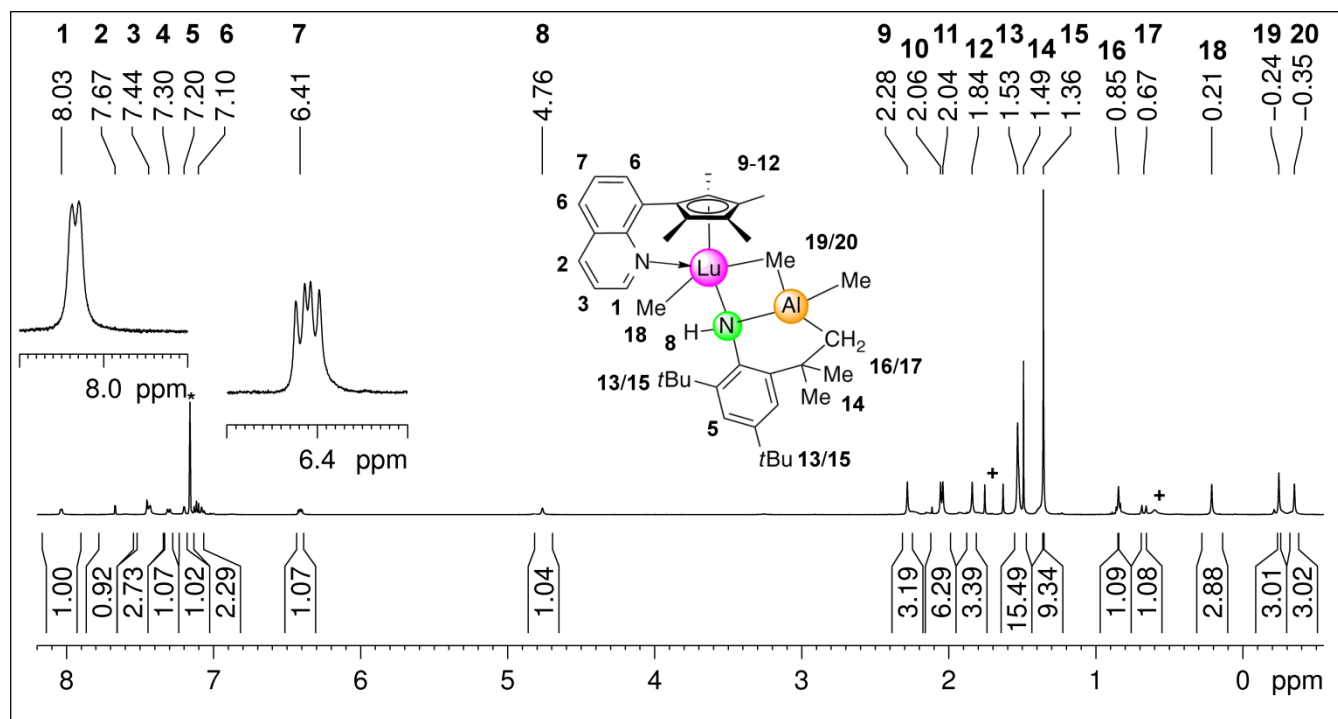 1 2 3 4 5 6 7 8 9 10 11 12 13 14 15 16 17 18 19 20
8.03 7.67 7.44 7.30 7.20 7.10 6.41 4.76 2.28 2.06 2.04 1.84 1.53 1.49 1.36 0.85 0.67 0.21 −0.24 −0.35
7 6 9-12
6
2 N Lu Me 19/20
3 1 Me Al Me
18 H N CH2
8 16/17
tBu 13/15 Me Me
14
5
tBu 13/15
8.0 ppm
*
6.4 ppm
+ +
1.00 0.92 2.73 1.07 1.02 2.29 1.07 1.04 3.19 6.29 3.39 15.49 9.34 1.09 1.08 2.88 3.01 3.02
8 7 6 5 4 3 2 1 0 ppm